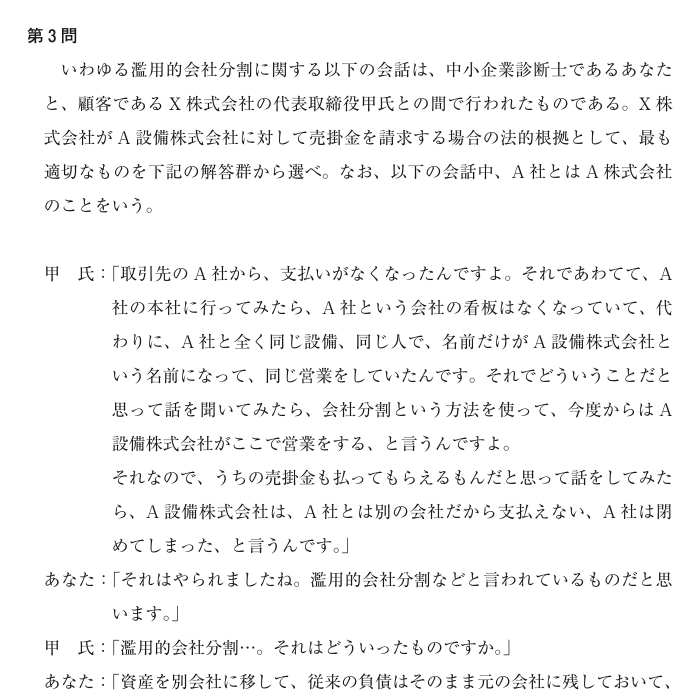 第3問
いわゆる濫用的会社分割に関する以下の会話は、中小企業診断士であるあなた
と、顧客である X 株式会社の代表取締役甲氏との間で行われたものである。X 株
式会社が A 設備株式会社に対して売掛金を請求する場合の法的根拠として、最も
適切なものを下記の解答群から選べ。なお、以下の会話中、A 社とは A 株式会社
のことをいう。
甲　氏：「取引先の A 社から、支払いがなくなったんですよ。それであわてて、A
社の本社に行ってみたら、A 社という会社の看板はなくなっていて、代
わりに、A 社と全く同じ設備、同じ人で、名前だけが A 設備株式会社と
いう名前になって、同じ営業をしていたんです。それでどういうことだと
思って話を聞いてみたら、会社分割という方法を使って、今度からは A
設備株式会社がここで営業をする、と言うんですよ。
それなので、うちの売掛金も払ってもらえるもんだと思って話をしてみた
ら、A 設備株式会社は、A 社とは別の会社だから支払えない、A 社は閉
めてしまった、と言うんです。」
あなた：「それはやられましたね。濫用的会社分割などと言われているものだと思
います。」
甲　氏：「濫用的会社分割…。それはどういったものですか。」
あなた：「資産を別会社に移して、従来の負債はそのまま元の会社に残しておいて、